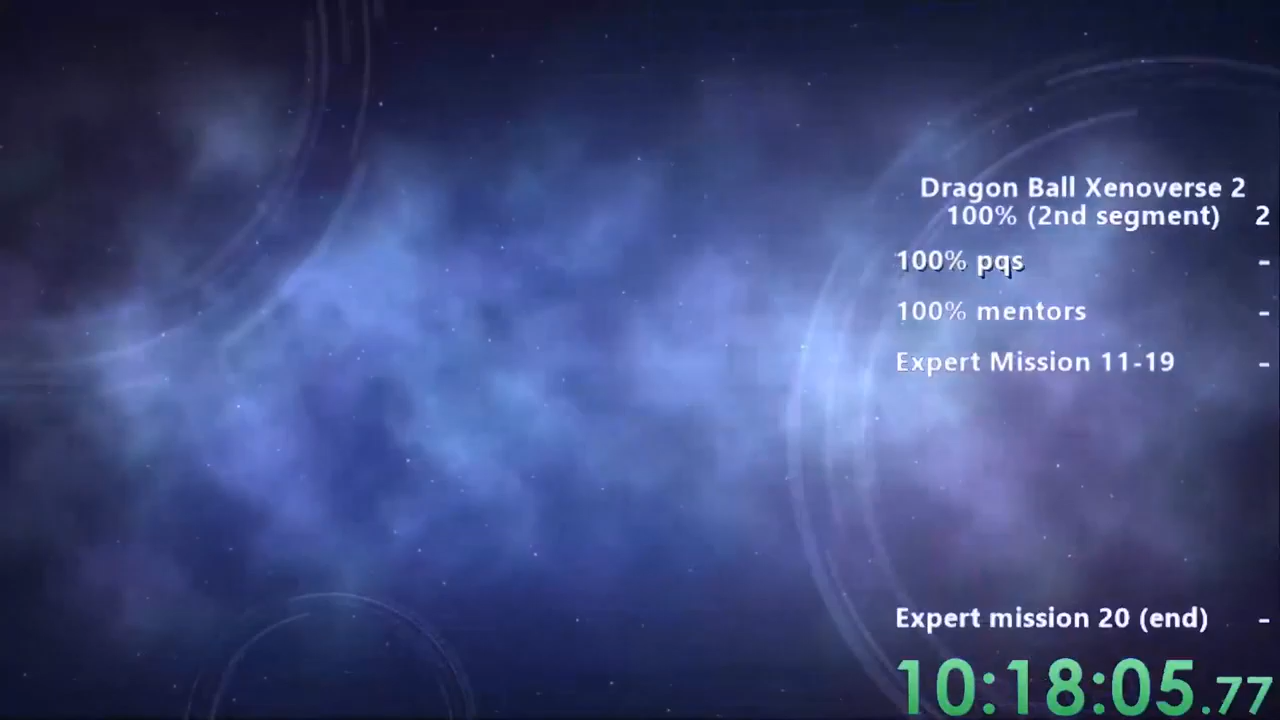 Dragon Ball Xenoverse 2
100% (2nd segment) 2
100% pqs -
100% mentors -
Expert Mission 11-19 -
Expert mission 20 (end) -
10:18:05.77